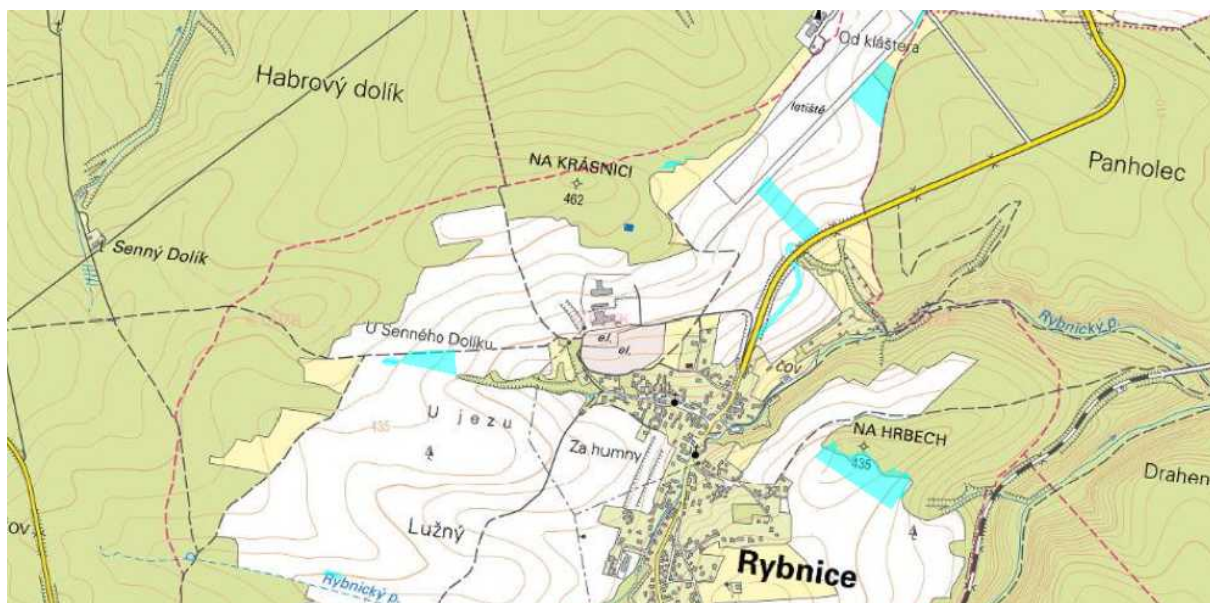 Od kláštera
Habrový dolík
letiště
NA KRÁSNICI
Panholec
462
Senný Dolík
Rybnický p.
U Senného Dolíku
el.
el.
ČOV
U jezu
435
Za humny
NA HRBECH
435
Drahen
OV
Lužný
Rybnice
Rybnický p.